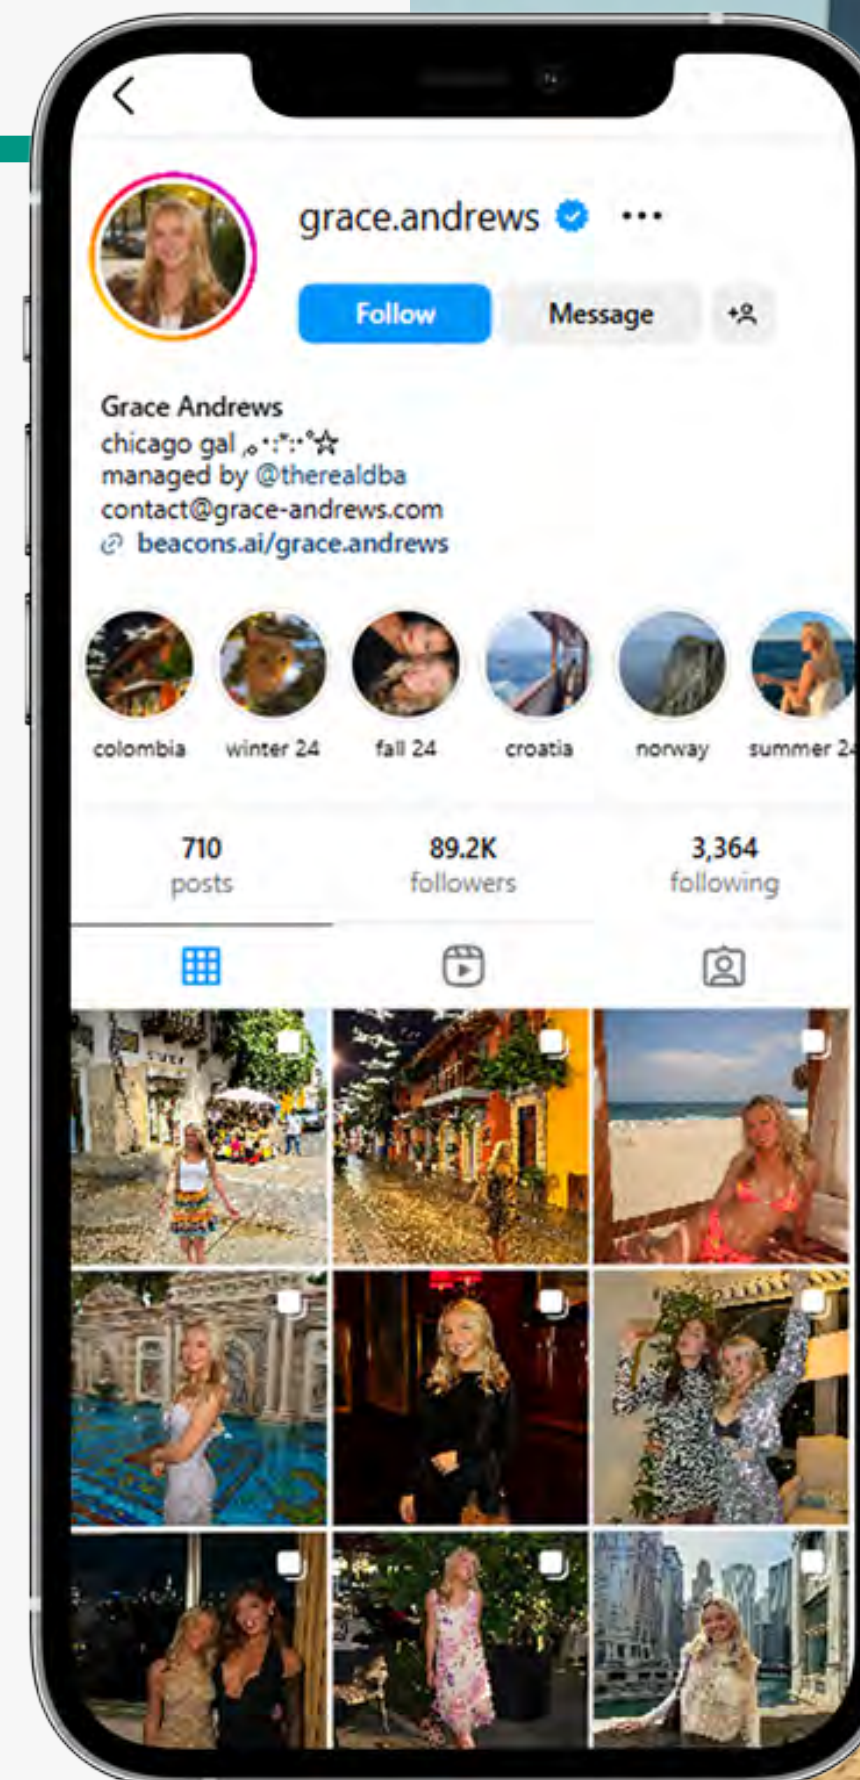 grace.andrews
Follow
Message
Grace Andrews
chicago gal ｡⋆˚:*:･°☆
managed by @therealdba
contact@grace-andrews.com
beacons.ai/grace.andrews
colombia
winter 24
fall 24
croatia
norway
summer 24
710
89.2K
3,364
posts
followers
following